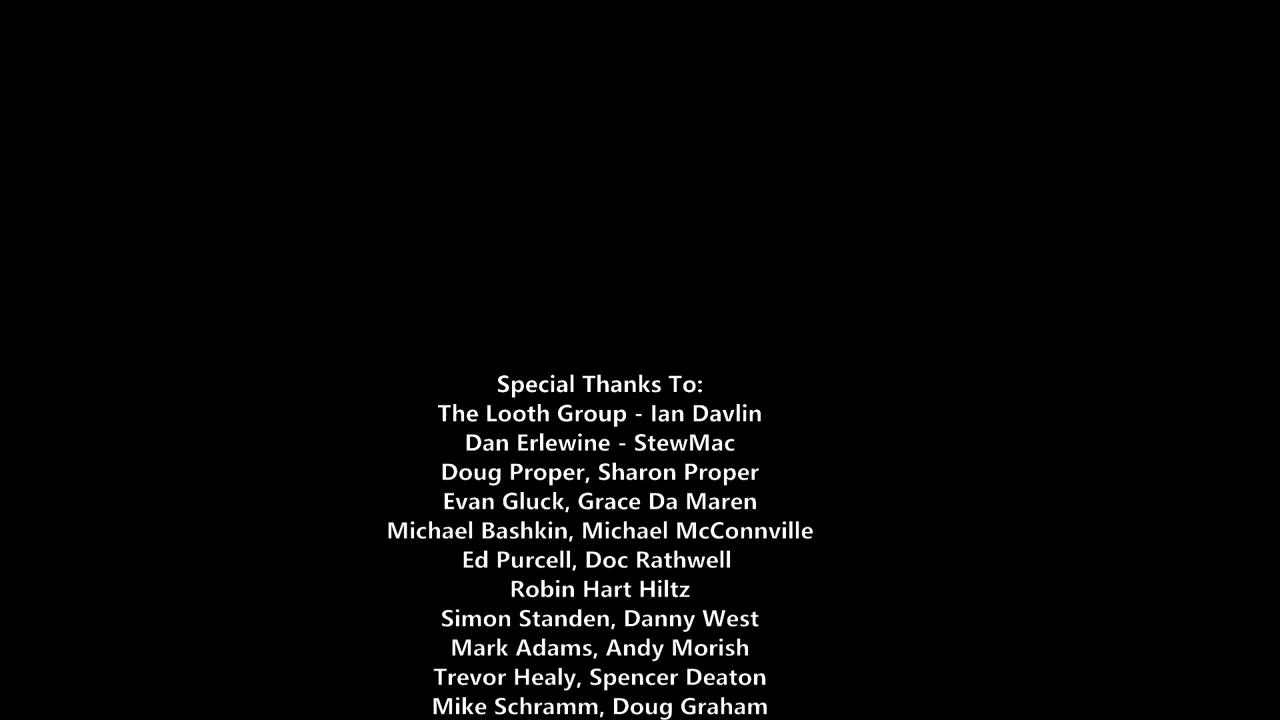 Special Thanks To:
The Looth Group - Ian Davlin
Dan Erlewine - StewMac
Doug Proper, Sharon Proper
Evan Gluck, Grace Da Maren
Michael Bashkin, Michael McConnville
Ed Purcell, Doc Rathwell
Robin Hart Hiltz
Simon Standen, Danny West
Mark Adams, Andy Morish
Trevor Healy, Spencer Deaton
Mike Schramm, Doug Graham